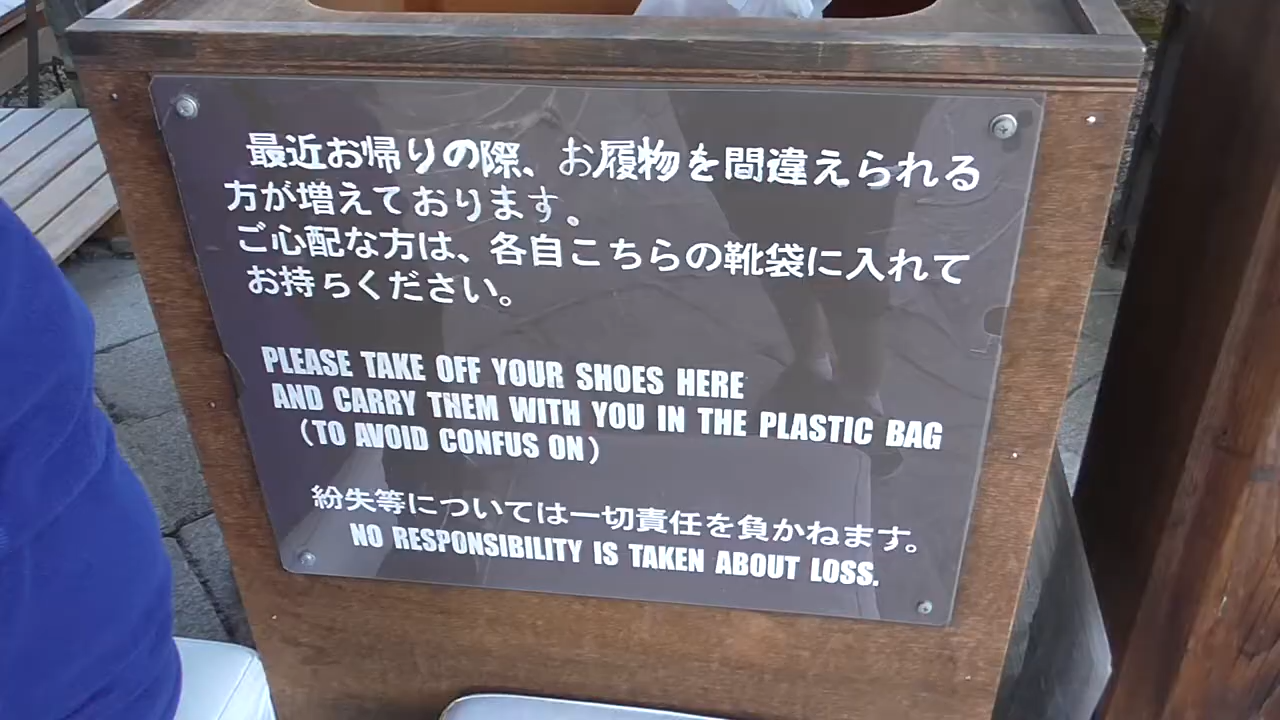 最近お帰りの際、お履物を間違えられる
方が増えております。
ご心配な方は、各自こちらの靴袋に入れて
お持ちください。
PLEASE TAKE OFF YOUR SHOES HERE
AND CARRY THEM WITH YOU IN THE PLASTIC BAG
(TO AVOID CONFUS ON)
紛失等については一切責任を負かねます。
NO RESPONSIBILITY IS TAKEN ABOUT LOSS.